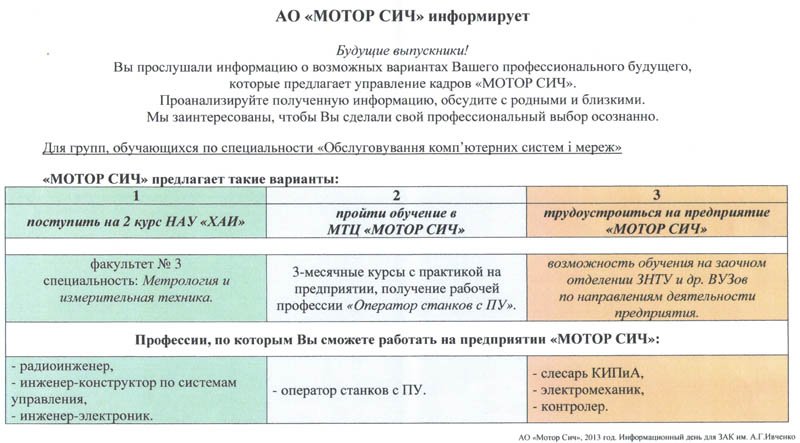 АО «МОТОР СИЧ» информирует
Будущие выпускники!
Вы прослушали информацию о возможных вариантах Вашего профессионального будущего,
которые предлагает управление кадров «МОТОР СИЧ».
Проанализируйте полученную информацию, обсудите с родными и близкими.
Мы заинтересованы, чтобы Вы сделали свой профессиональный выбор осознанно.
Для групп, обучающихся по специальности «Обслуговування комп'ютерних систем і мереж»
«МОТОР СИЧ» предлагает такие варианты:
1
поступить на 2 курс НАУ «ХАИ»
2
пройти обучение в
МТЦ «МОТОР СИЧ»
3
трудоустроиться на предприятие
«МОТОР СИЧ»
факультет № 3
специальность: Метрология и
измерительная техника.
3-месячные курсы с практикой на
предприятии, получение рабочей
профессии «Оператор станков с ПУ».
возможность обучения на заочном
отделении ЗНТУ и др. ВУЗов
по направлениям деятельности
предприятия.
Профессии, по которым Вы сможете работать на предприятии «МОТОР СИЧ»:
- радиоинженер,
- инженер-конструктор по системам
управления,
- инженер-электроник.
- оператор станков с ПУ.
- слесарь КИПиА,
- электромеханик,
- контролер.
АО «Мотор Сич», 2013 год. Информационный день для ЗАК им. А.Г.Ивченко